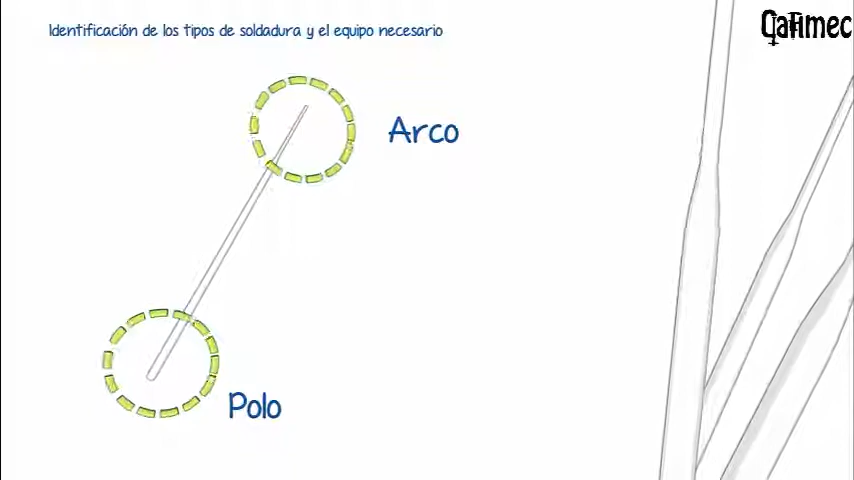 Identificación de los tipos de soldadura y el equipo necesario
Arco
Polo